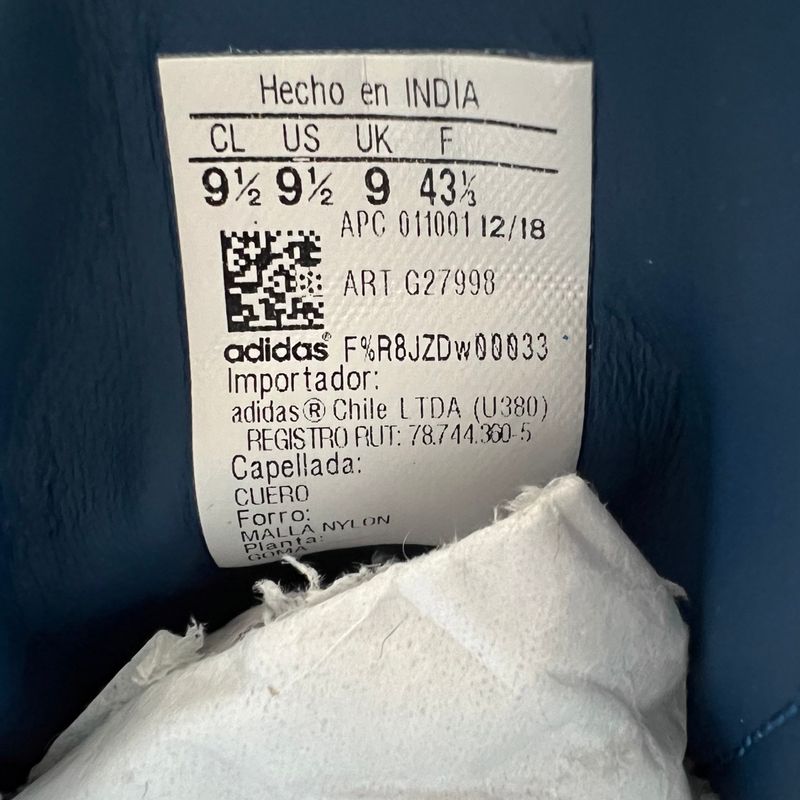 Hecho en INDIA
CL US UK F
9½ 9½ 9 43⅓
APC 011001 12/18
ART G27998
adidas® F%R8JZDw00033
Importador:
adidas® Chile LTDA (U380)
REGISTRO RUT: 78.744.360-5
Capellada:
CUERO
Forro:
MALLA NYLON
Planta:
GOMA